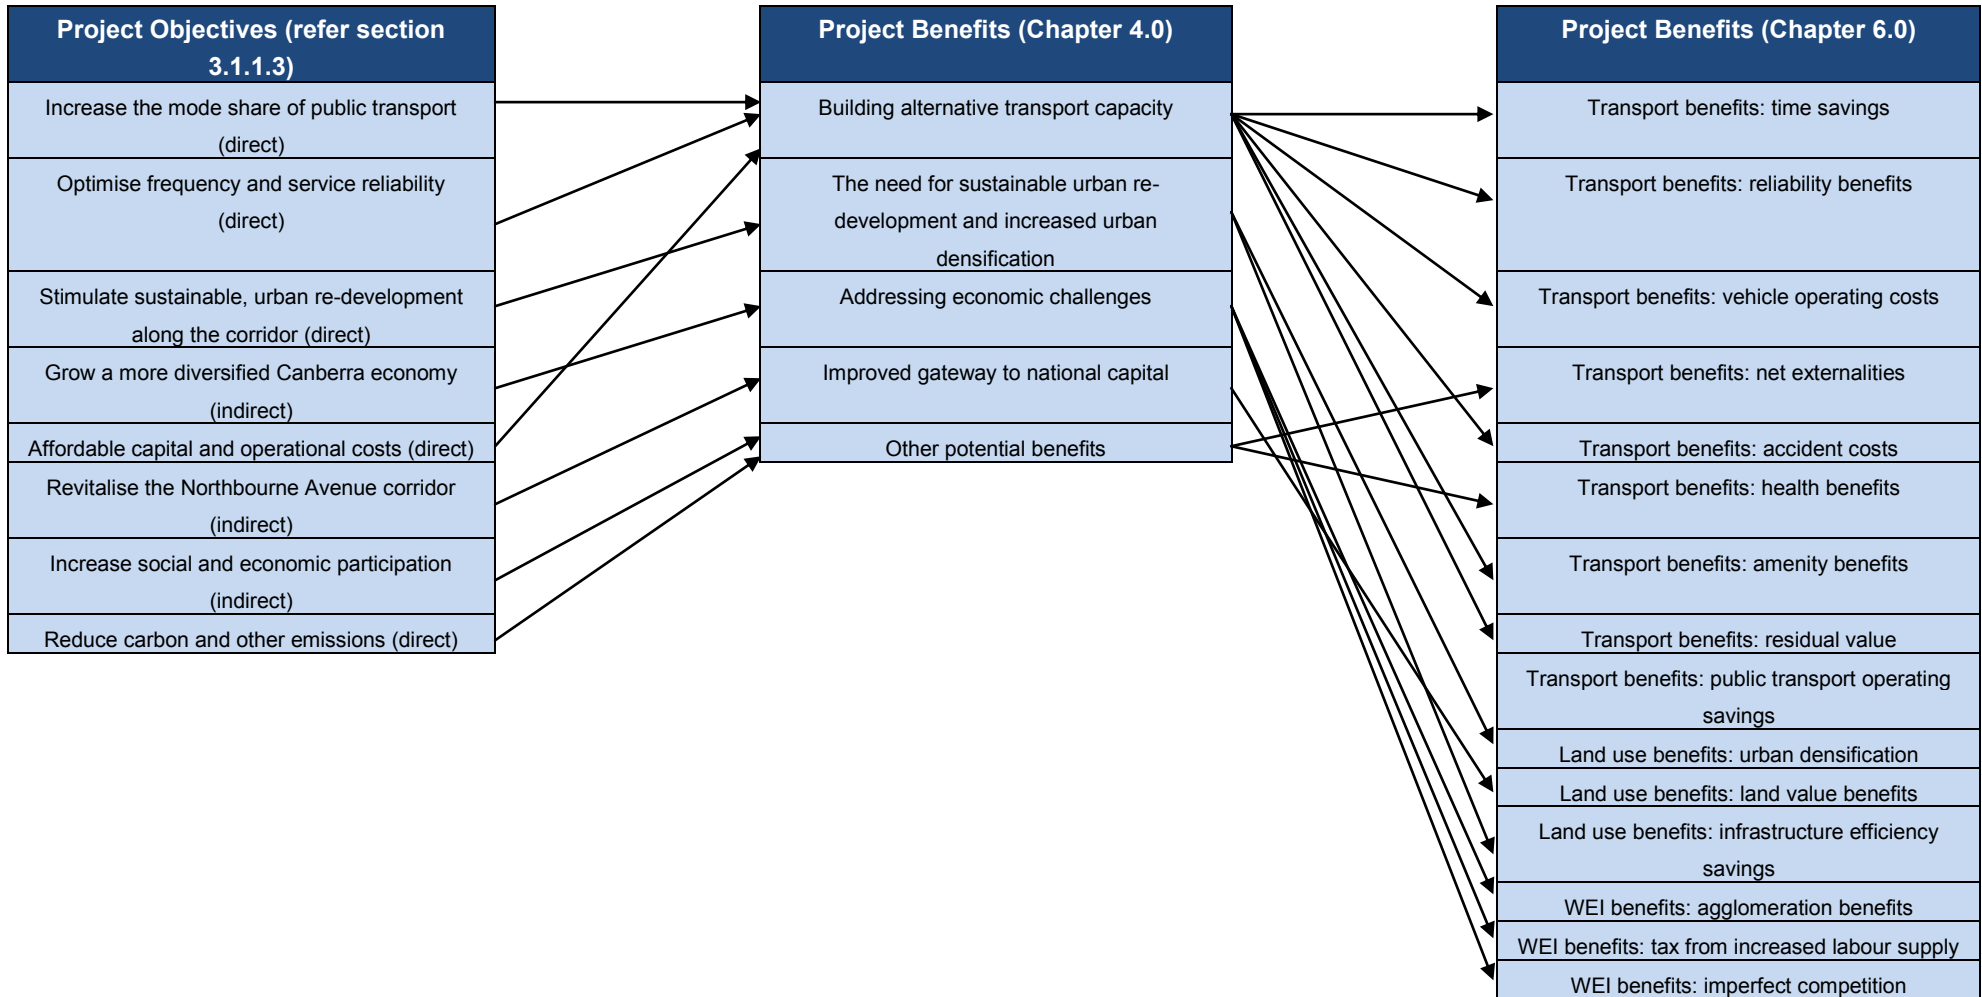 Project Objectives (refer section
3.1.1.3)
Increase the mode share of public transport
(direct)
Optimise frequency and service reliability
(direct)
Stimulate sustainable, urban re-development
along the corridor (direct)
Grow a more diversified Canberra economy
(indirect)
Affordable capital and operational costs (direct)
Revitalise the Northbourne Avenue corridor
(indirect)
Increase social and economic participation
(indirect)
Reduce carbon and other emissions (direct)
Project Benefits (Chapter 4.0)
Building alternative transport capacity
The need for sustainable urban re-
development and increased urban
densification
Addressing economic challenges
Improved gateway to national capital
Other potential benefits
Project Benefits (Chapter 6.0)
Transport benefits: time savings
Transport benefits: reliability benefits
Transport benefits: vehicle operating costs
Transport benefits: net externalities
Transport benefits: accident costs
Transport benefits: health benefits
Transport benefits: amenity benefits
Transport benefits: residual value
Transport benefits: public transport operating
savings
Land use benefits: urban densification
Land use benefits: land value benefits
Land use benefits: infrastructure efficiency
savings
WEI benefits: agglomeration benefits
WEI benefits: tax from increased labour supply
WEI benefits: imperfect competition